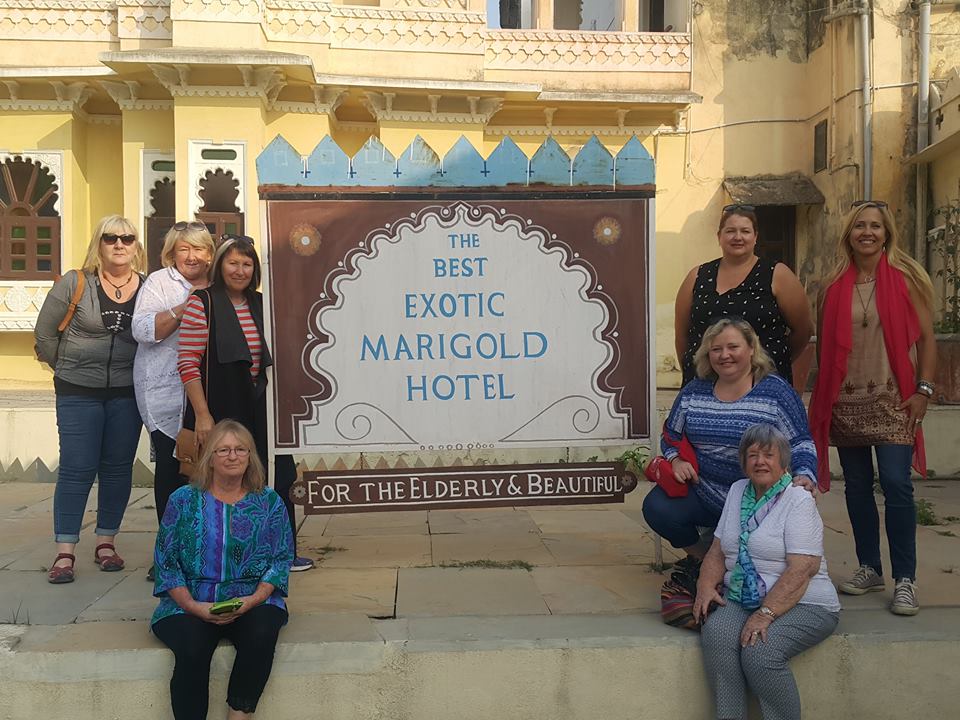 THE
BEST
EXOTIC
MARIGOLD
HOTEL
FOR THE ELDERLY & BEAUTIFUL